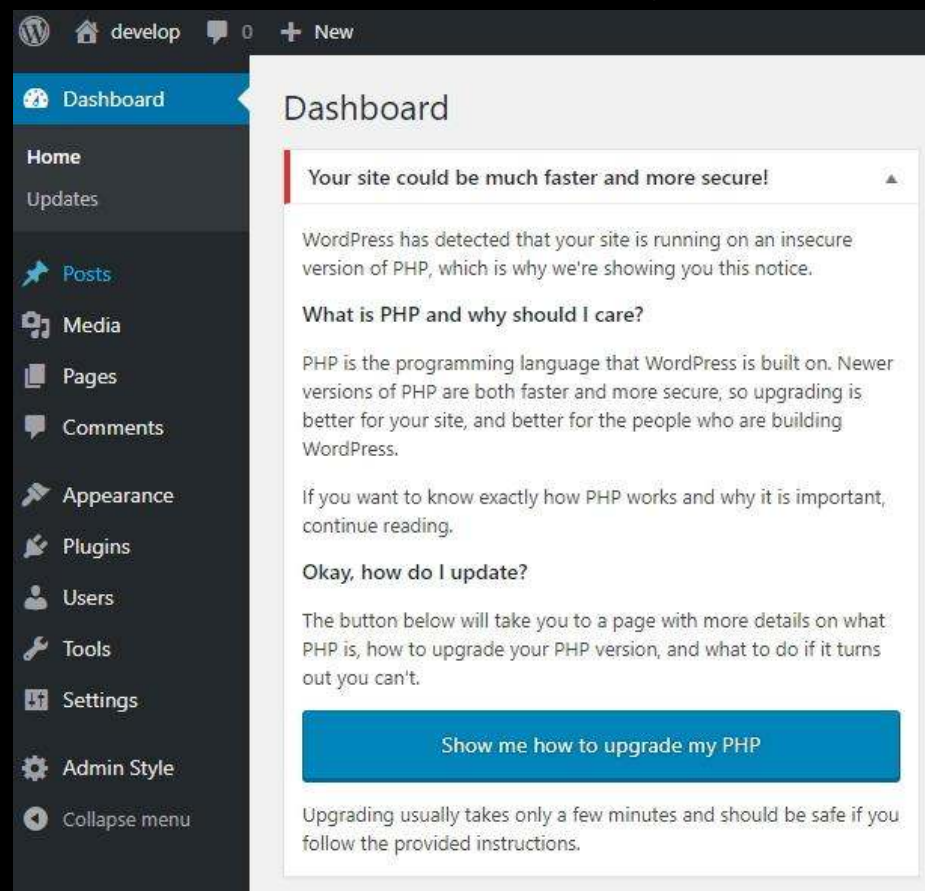 develop 0 + New
Dashboard
Home
Updates
Posts
Media
Pages
Comments
Appearance
Plugins
Users
Tools
Settings
Admin Style
Collapse menu
Dashboard
Your site could be much faster and more secure!
WordPress has detected that your site is running on an insecure
version of PHP, which is why we're showing you this notice.
What is PHP and why should I care?
PHP is the programming language that WordPress is built on. Newer
versions of PHP are both faster and more secure, so upgrading is
better for your site, and better for the people who are building
WordPress.
If you want to know exactly how PHP works and why it is important,
continue reading.
Okay, how do I update?
The button below will take you to a page with more details on what
PHP is, how to upgrade your PHP version, and what to do if it turns
out you can't.
Show me how to upgrade my PHP
Upgrading usually takes only a few minutes and should be safe if you
follow the provided instructions.